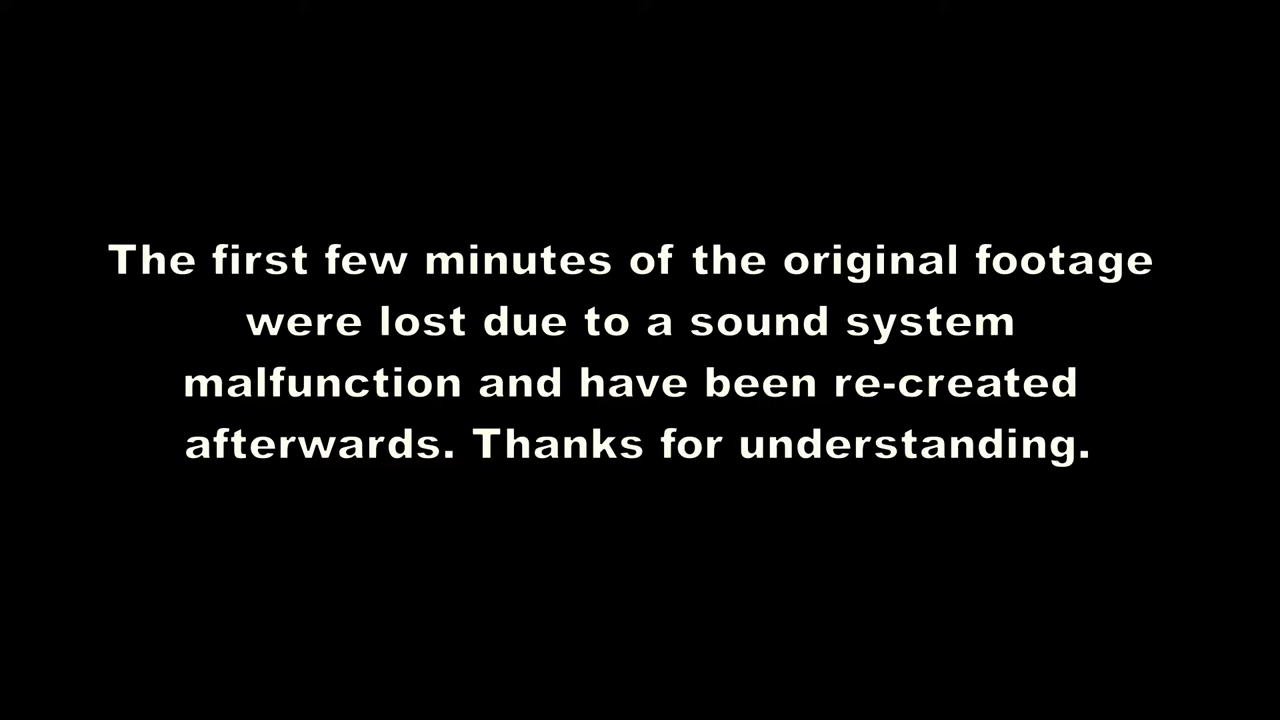 The first few minutes of the original footage
were lost due to a sound system
malfunction and have been re-created
afterwards. Thanks for understanding.